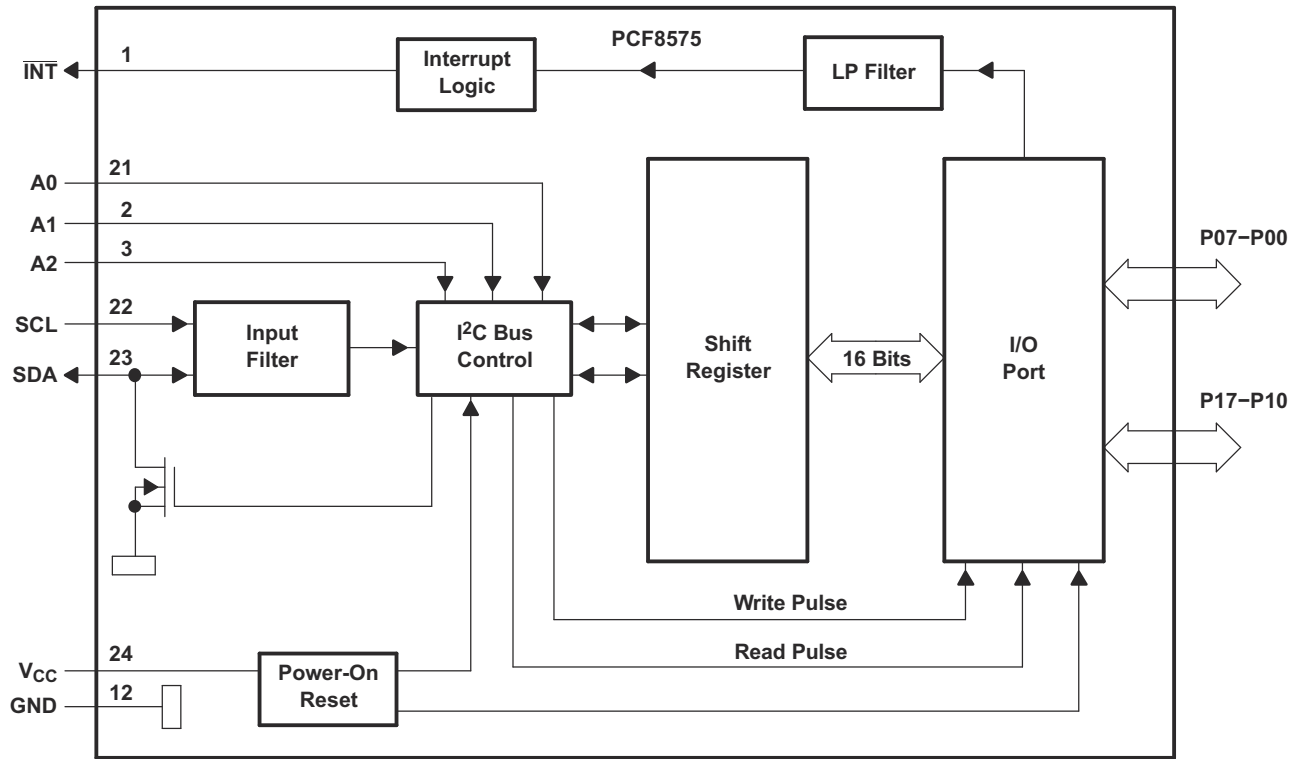 PCF8575
INT
1
Interrupt
Logic
LP Filter
A0
21
A1
2
A2
3
P07−P00
SCL
22
SDA
23
Input
Filter
I²C Bus
Control
Shift
Register
16 Bits
I/O
Port
P17−P10
Write Pulse
Read Pulse
VCC
24
GND
12
Power-On
Reset